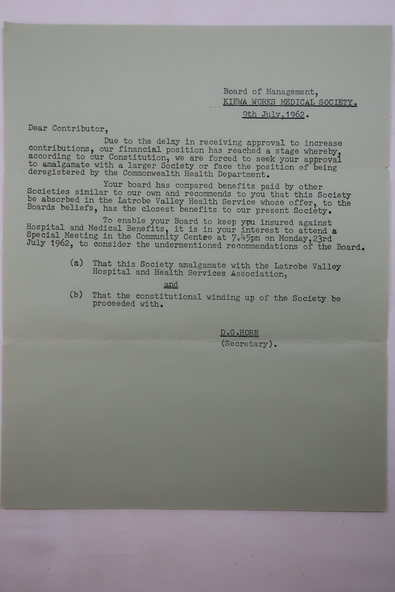 Board of Management,
KIEWA WORKS MEDICAL SOCIETY.
9th July, 1962.
Dear Contributor,
Due to the delay in receiving approval to increase
contributions, our financial position has reached a stage whereby,
according to our Constitution, we are forced to seek your approval
to amalgamate with a larger Society or face the position of being
deregistered by the Commonwealth Health Department.
Your board has compared benefits paid by other
Societies similar to our own and recommends to you that this Society
be absorbed in the Latrobe Valley Health Service whose offer, to the
Boards beliefs, has the closest benefits to our present Society.
To enable your Board to keep you insured against
Hospital and Medical Benefits, it is in your interest to attend a
Special Meeting in the Community Centre at 7.45pm on Monday, 23rd
July 1962, to consider the undermentioned recommendations of the Board.
(a) That this Society amalgamate with the Latrobe Valley
Hospital and Health Services Association,
and
(b) That the constitutional winding up of the Society be
proceeded with.
D.G.HORE
(Secretary).